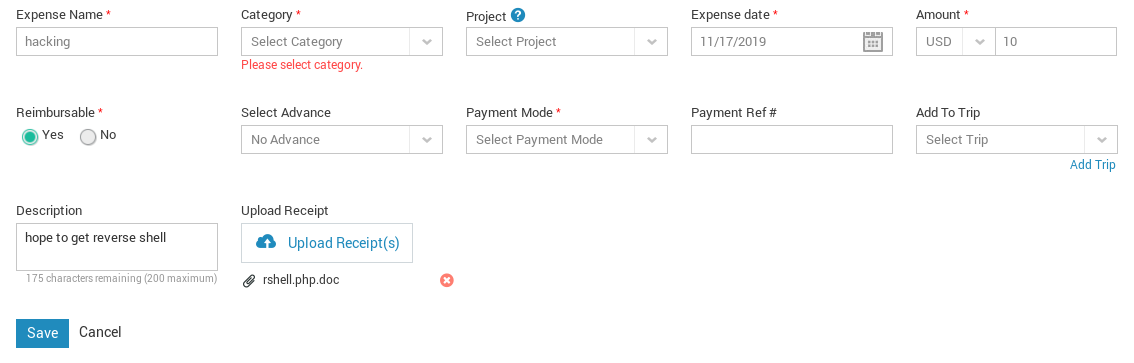 Expense Name * Category * Project ? Expense date * Amount *
hacking Select Category Select Project 11/17/2019 USD 10
Please select category.
Reimbursable * Select Advance Payment Mode * Payment Ref # Add To Trip
Yes No No Advance Select Payment Mode Select Trip
Add Trip
Description Upload Receipt
hope to get reverse shell Upload Receipt(s)
175 characters remaining (200 maximum) rshell.php.doc
Save Cancel